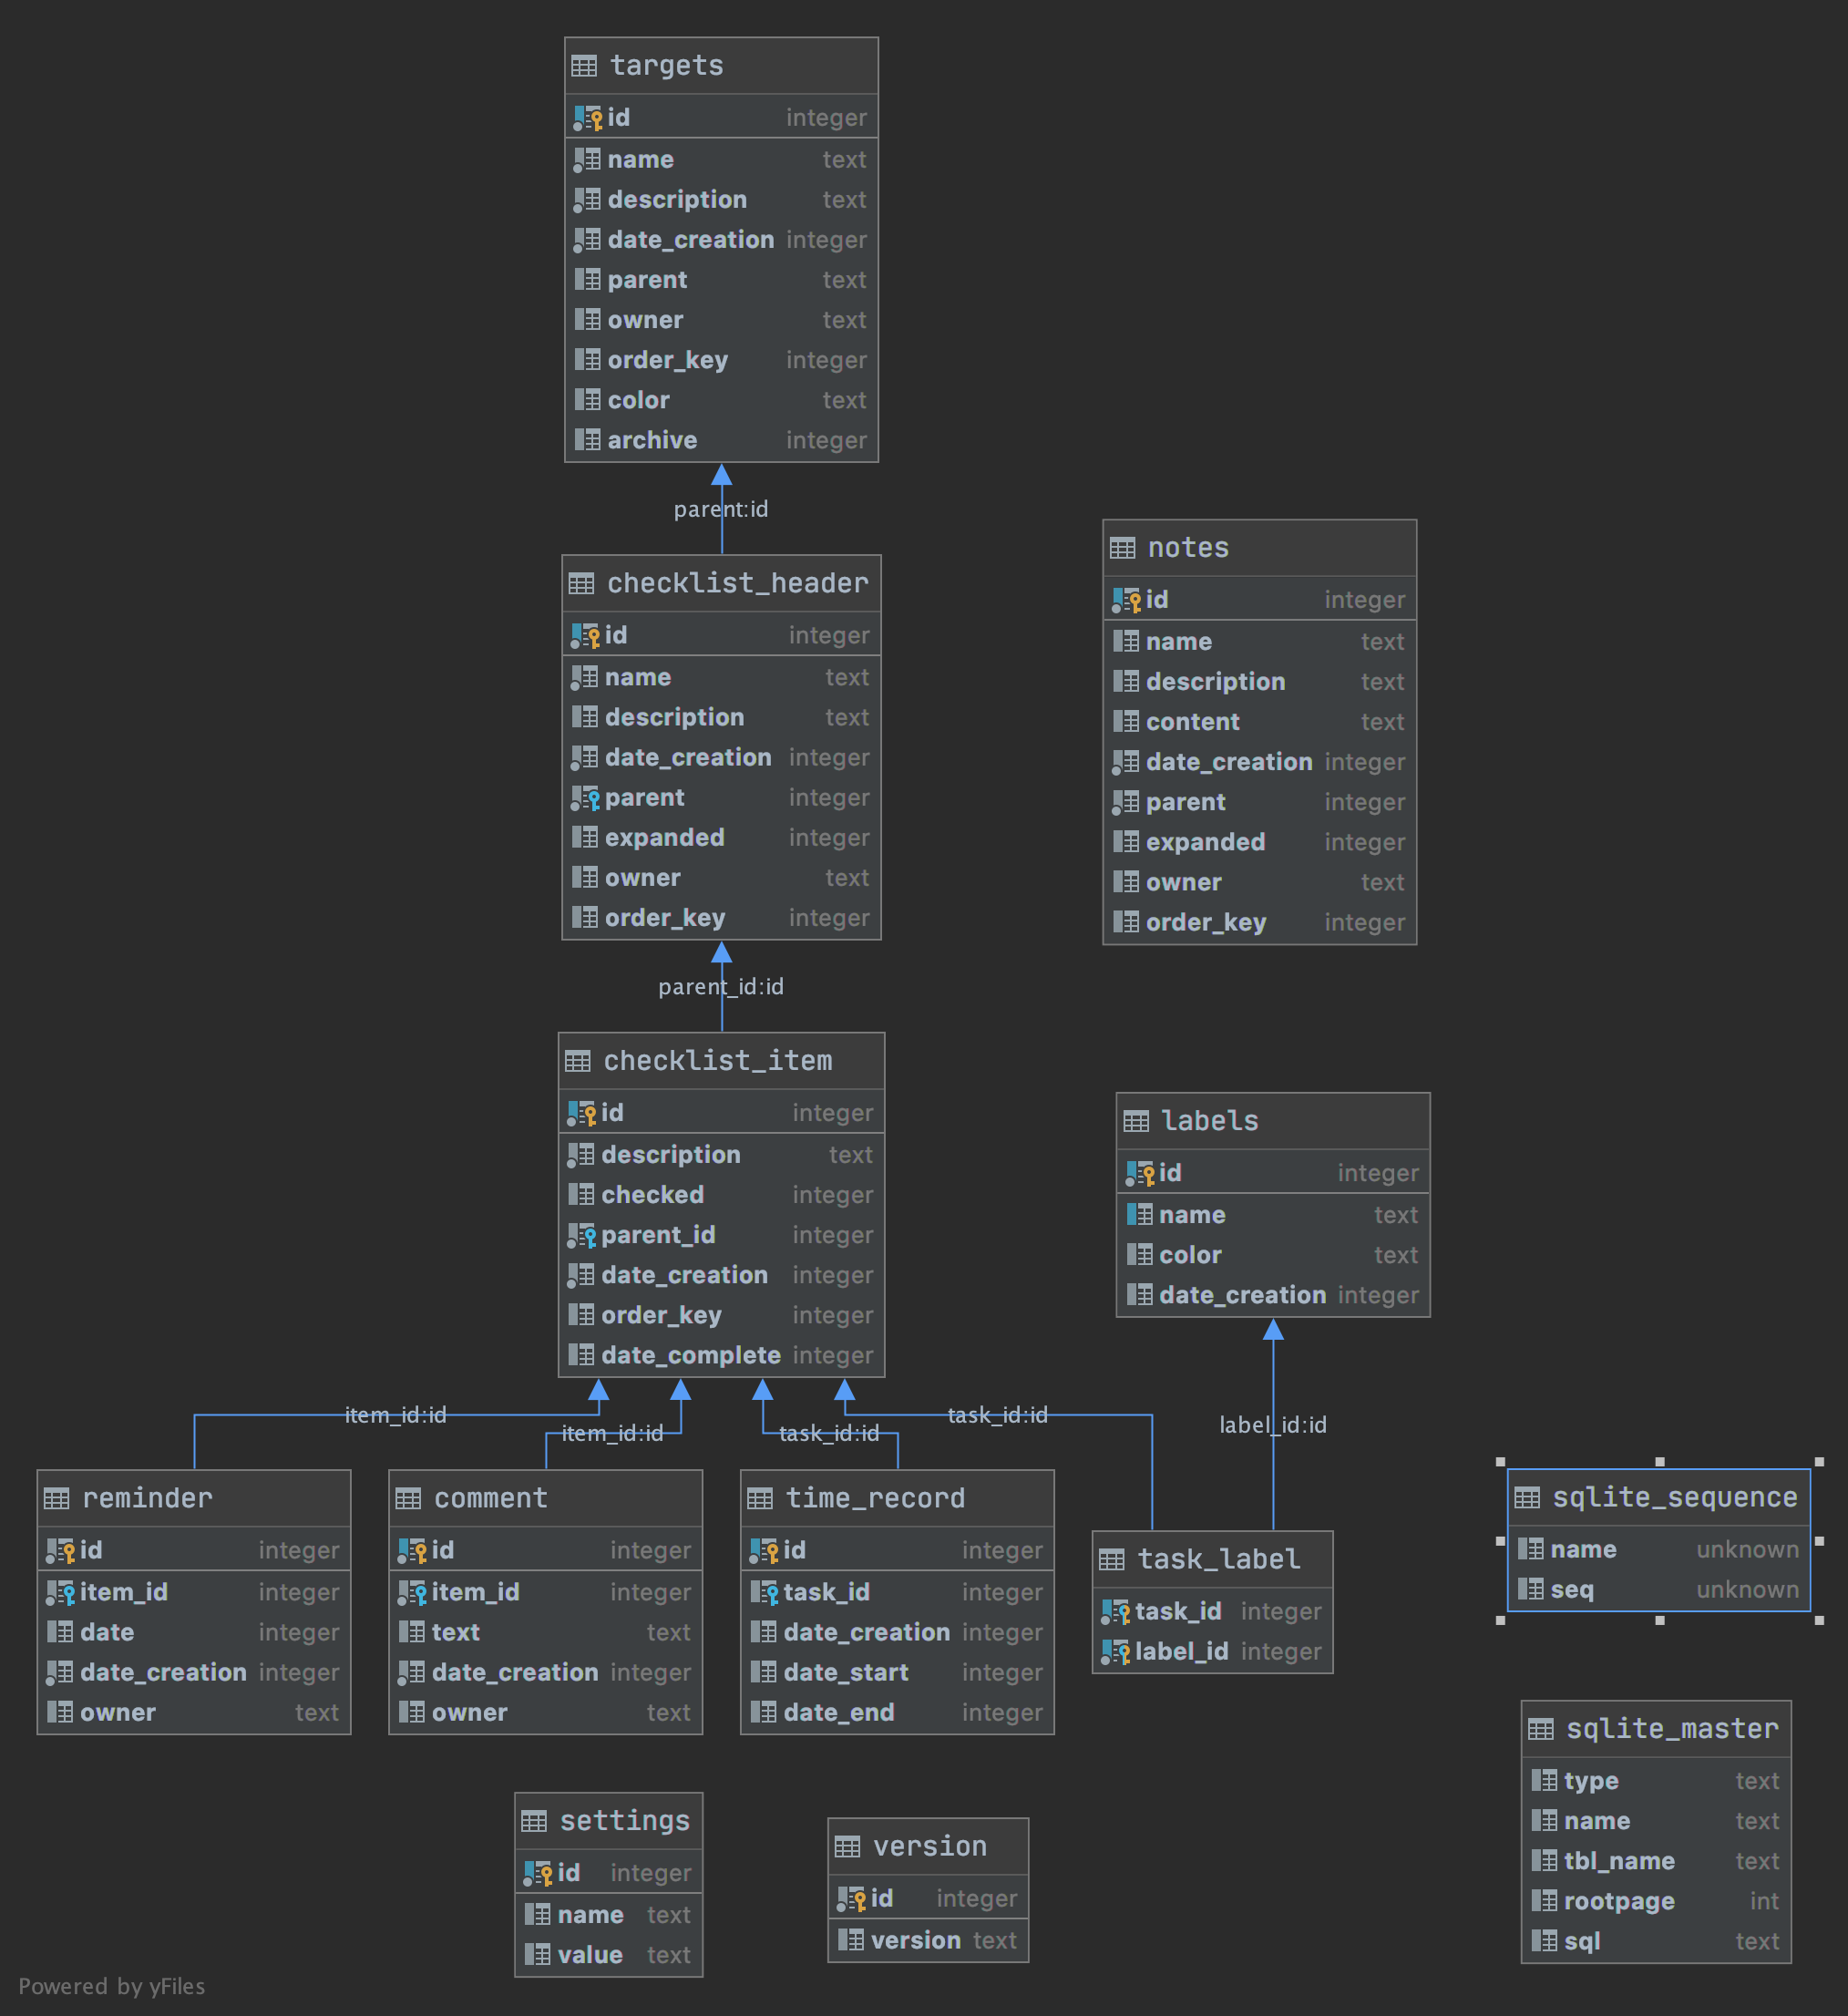 targets
id integer
name text
description text
date_creation integer
parent text
owner text
order_key integer
color text
archive integer
parent:id
checklist_header
id integer
name text
description text
date_creation integer
parent integer
expanded integer
owner text
order_key integer
notes
id integer
name text
description text
content text
date_creation integer
parent integer
expanded integer
owner text
order_key integer
parent_id:id
checklist_item
id integer
description text
checked integer
parent_id integer
date_creation integer
order_key integer
date_complete integer
labels
id integer
name text
color text
date_creation integer
item_id:id
item_id:id
task_id:id
task_id:id
label_id:id
reminder
id integer
item_id integer
date integer
date_creation integer
owner text
comment
id integer
item_id integer
text text
date_creation integer
owner text
time_record
id integer
task_id integer
date_creation integer
date_start integer
date_end integer
task_label
task_id integer
label_id integer
sqlite_sequence
name unknown
seq unknown
sqlite_master
type text
name text
tbl_name text
rootpage int
sql text
settings
id integer
name text
value text
version
id integer
version text
Powered by yFiles